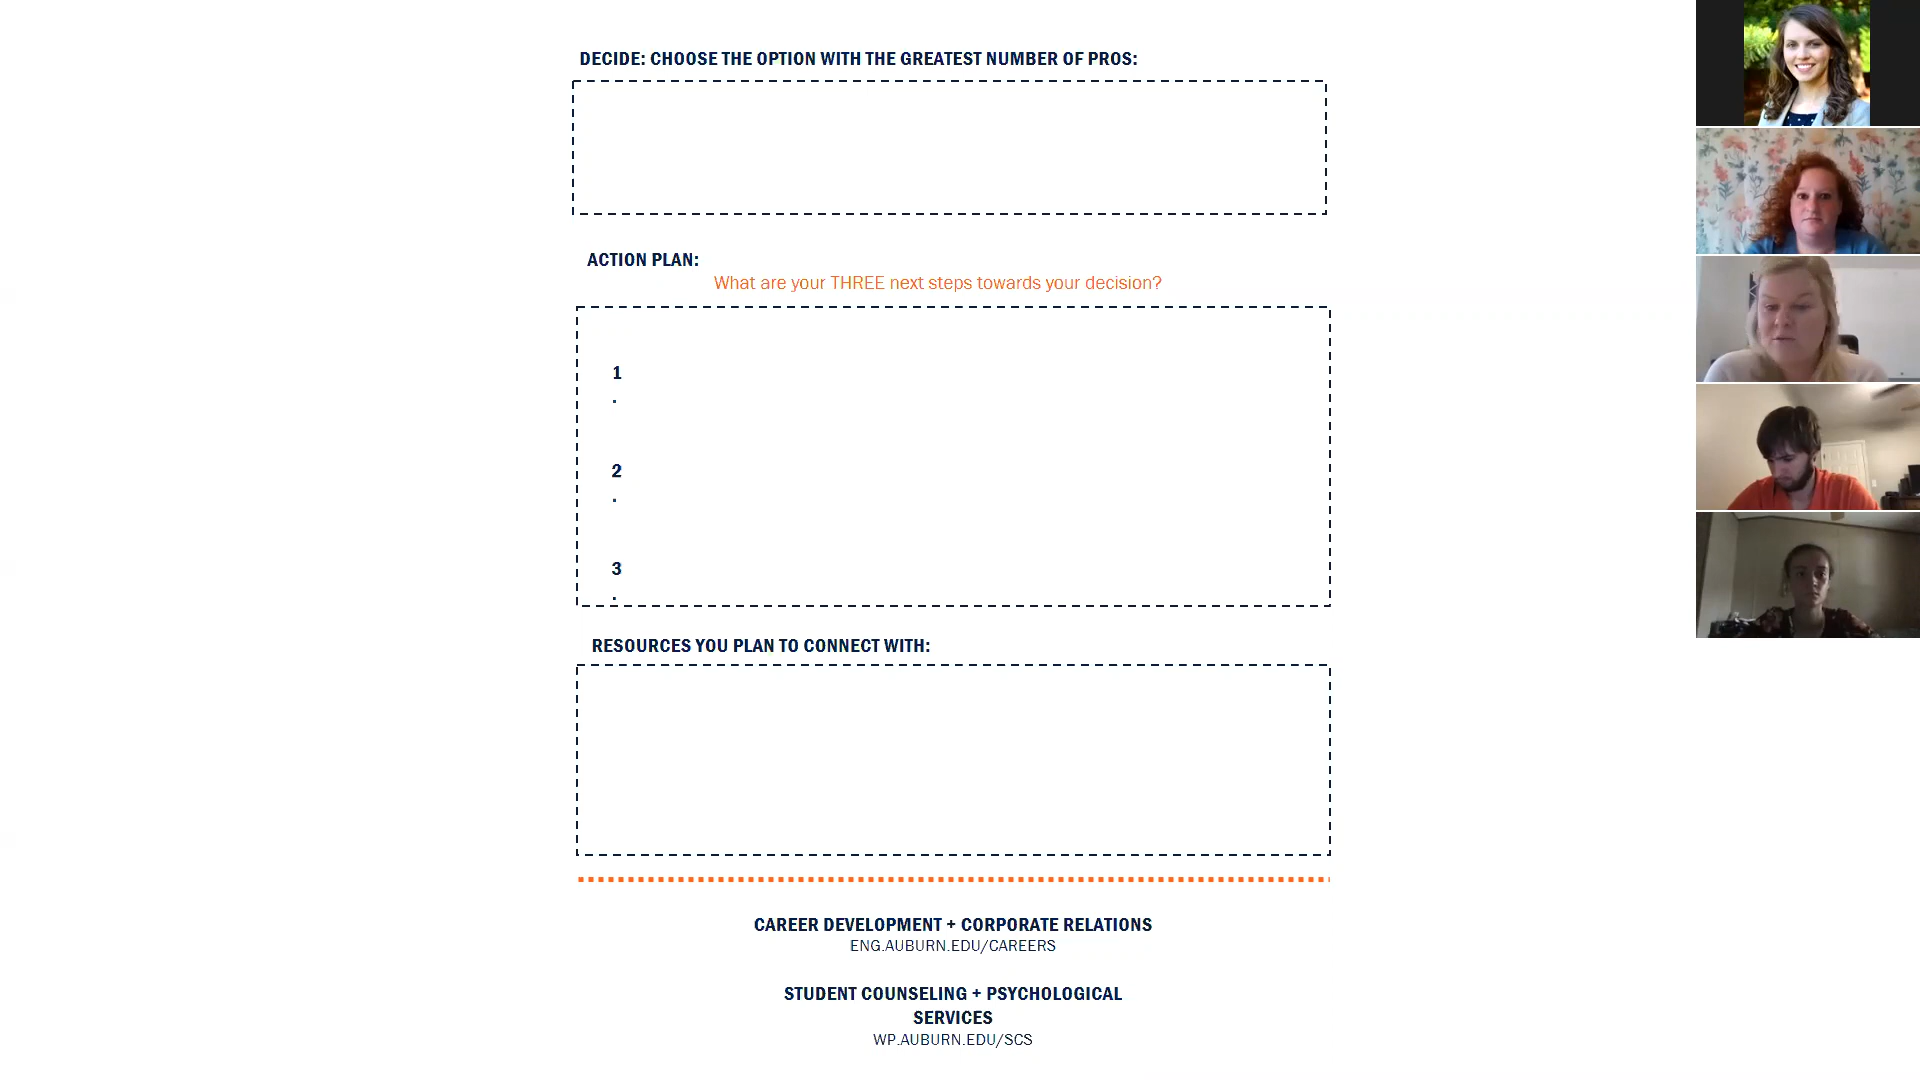 DECIDE: CHOOSE THE OPTION WITH THE GREATEST NUMBER OF PROS:
ACTION PLAN:
What are your THREE next steps towards your decision?
1
.
2
.
3
.
RESOURCES YOU PLAN TO CONNECT WITH:
CAREER DEVELOPMENT + CORPORATE RELATIONS
ENG.AUBURN.EDU/CAREERS
STUDENT COUNSELING + PSYCHOLOGICAL
SERVICES
WP.AUBURN.EDU/SCS